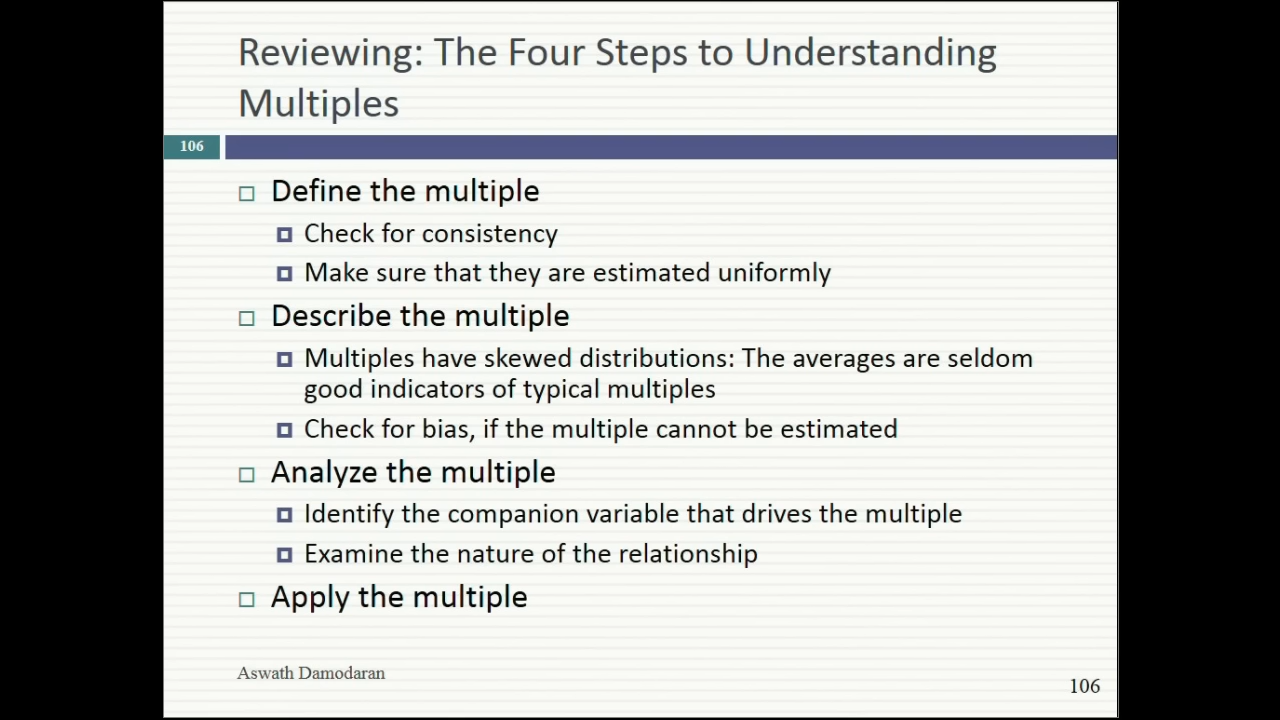 Reviewing: The Four Steps to Understanding
Multiples
106
Define the multiple
Check for consistency
Make sure that they are estimated uniformly
Describe the multiple
Multiples have skewed distributions: The averages are seldom
good indicators of typical multiples
Check for bias, if the multiple cannot be estimated
Analyze the multiple
Identify the companion variable that drives the multiple
Examine the nature of the relationship
Apply the multiple
Aswath Damodaran
106